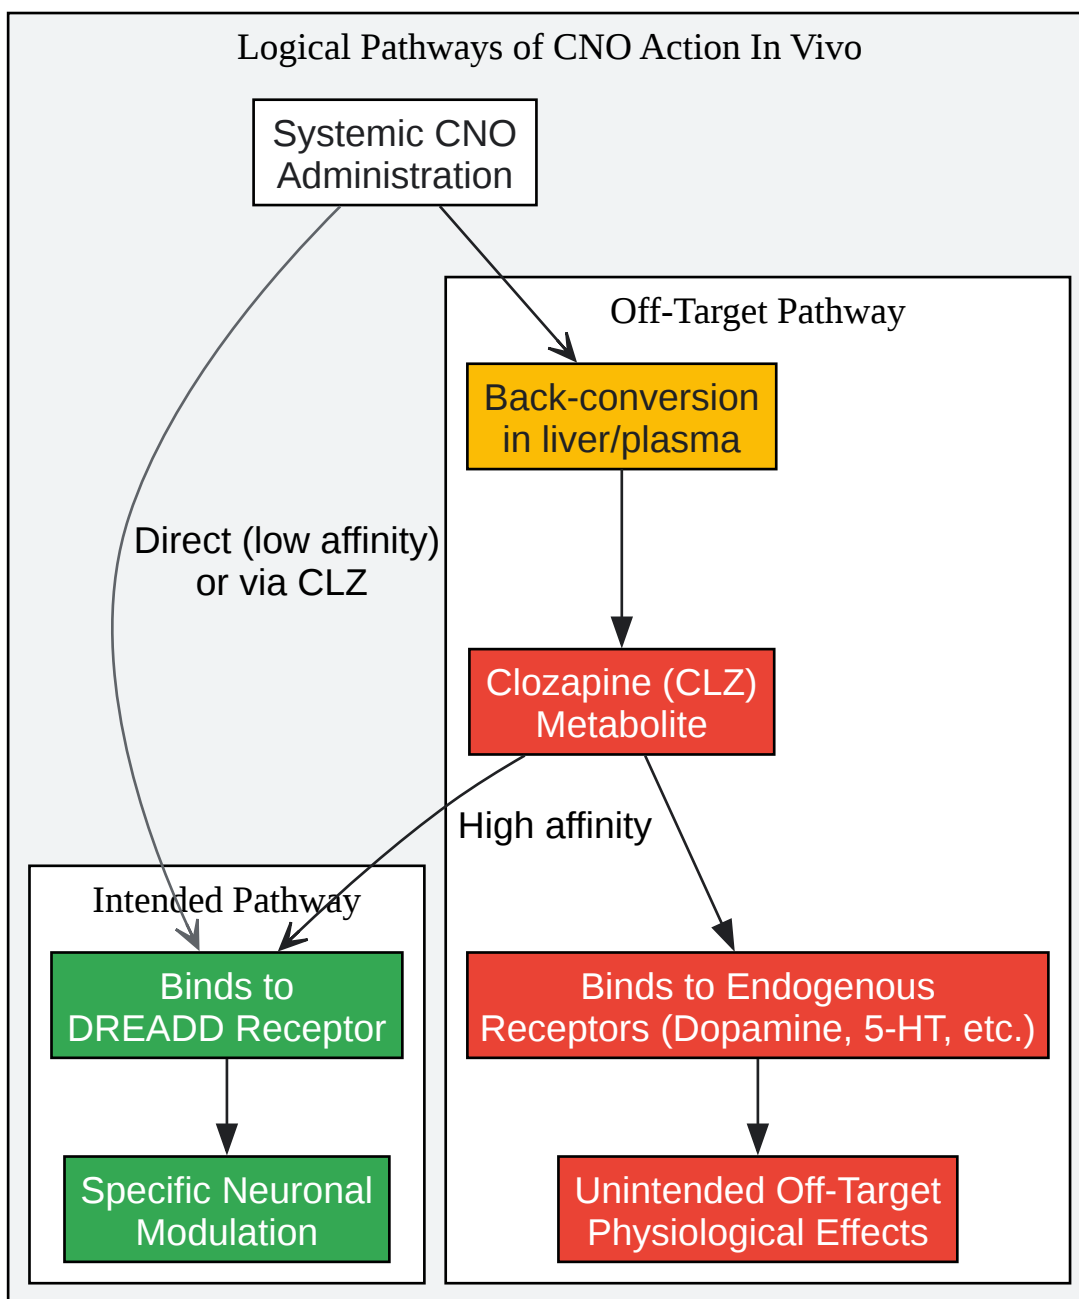 Logical Pathways of CNO Action In Vivo
Systemic CNO
Administration
Off-Target Pathway
Back-conversion
in liver/plasma
Direct (low affinity)
or via CLZ
Clozapine (CLZ)
Metabolite
High affinity
Intended Pathway
Binds to
DREADD Receptor
Binds to Endogenous
Receptors (Dopamine, 5-HT, etc.)
Specific Neuronal
Modulation
Unintended Off-Target
Physiological Effects